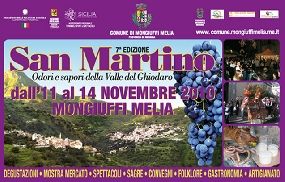 SICILIA
COMUNE DI MONGIUFFI MELIA
www.comune.mongiuffimelia.me.it
7ª EDIZIONE
San Martino
Odori e sapori della Valle del Ghiodaro
dall'11 al 14 NOVEMBRE 2010
MONGIUFFI MELIA
DEGUSTAZIONI • MOSTRA MERCATO • SPETTACOLI • SAGRE • CONVEGNI • FOLKLORE • GASTRONOMIA • ARTIGIANATO